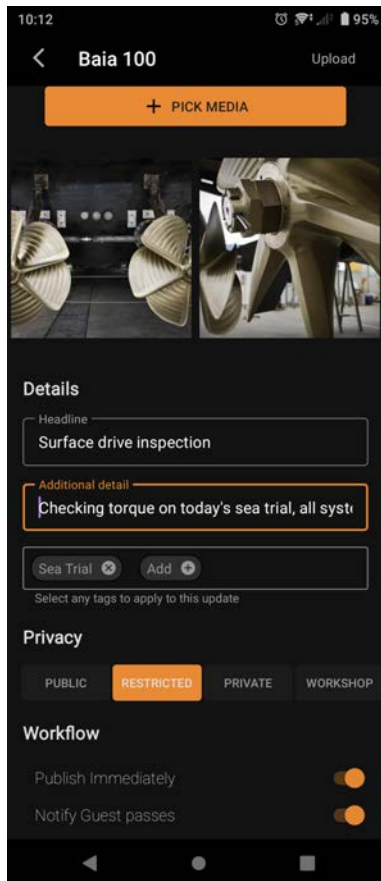 10:12 95%
Baia 100 Upload
+ PICK MEDIA
Details
Headline
Surface drive inspection
Additional detail
Checking torque on today's sea trial, all syste
Sea Trial Add
Select any tags to apply to this update
Privacy
PUBLIC RESTRICTED PRIVATE WORKSHOP
Workflow
Publish Immediately
Notify Guest passes